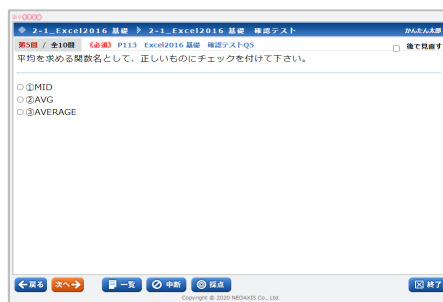 2-1_Excel2016 基礎 2-1_Excel2016 基礎 確認テスト かんたん太郎
第5問 / 全10問 《必須》 P113 Excel2016 基礎 確認テストQ5 後で見直す
平均を求める関数名として、正しいものにチェックを付けて下さい。
①MID
②AVG
③AVERAGE
戻る 次へ 一覧 中断 採点 終了
Copyright © 2020 NEOAXIS Co., Ltd.